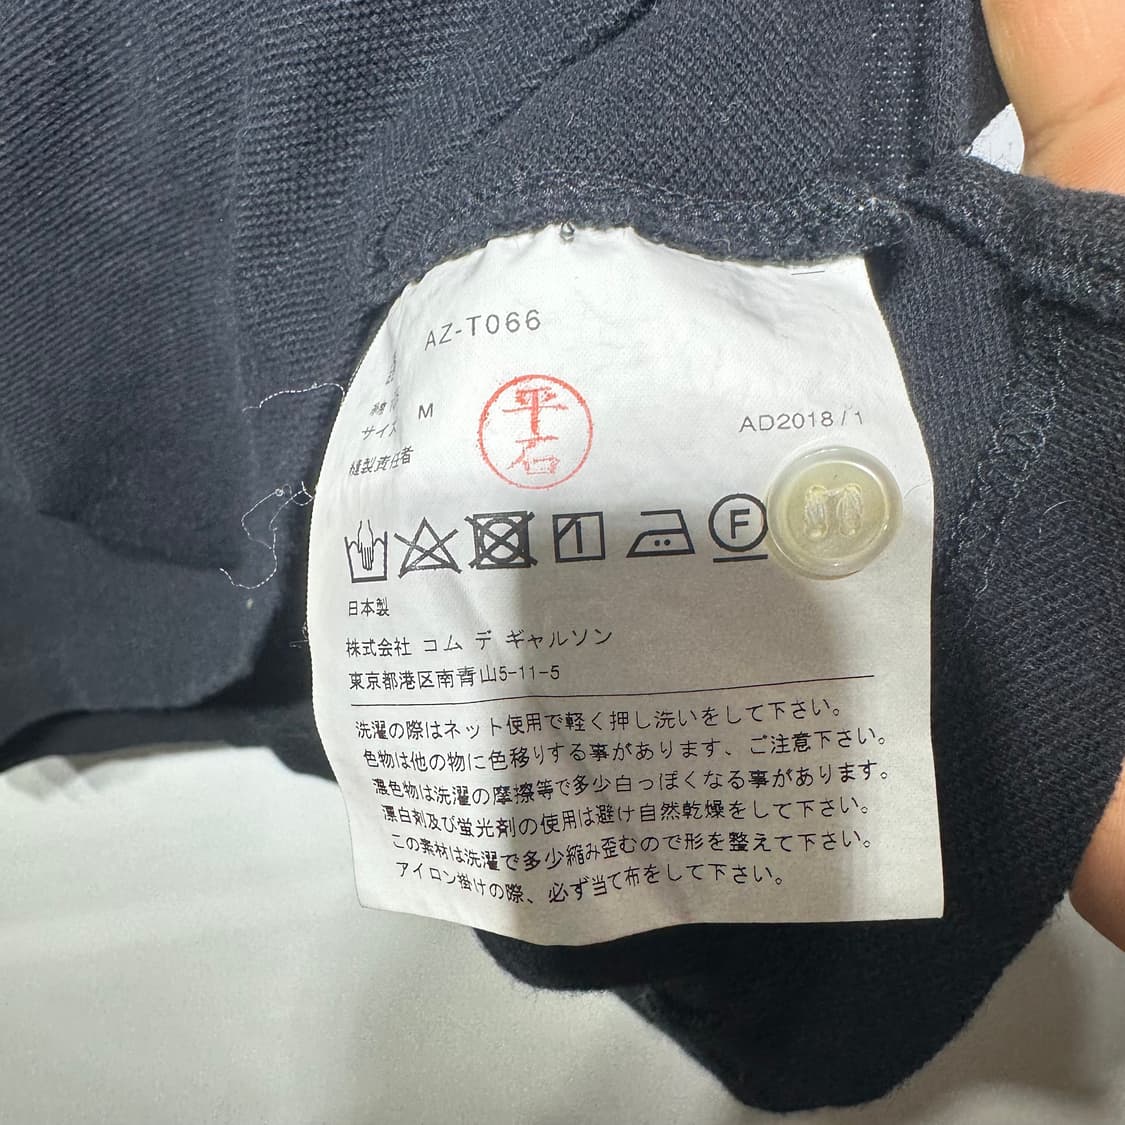 AZ-T066
M
サイズ
縫製責任者
平石
AD2018/1
F
日本製
株式会社 コム デ ギャルソン
東京都港区南青山5-11-5
洗濯の際はネット使用で軽く押し洗いをして下さい。
色物は他の物に色移りする事があります、ご注意下さい。
濃色物は洗濯の摩擦等で多少白っぽくなる事があります。
漂白剤及び蛍光剤の使用は避け自然乾燥をして下さい。
この素材は洗濯で多少縮み歪むので形を整えて下さい。
アイロン掛けの際、必ず当て布をして下さい。